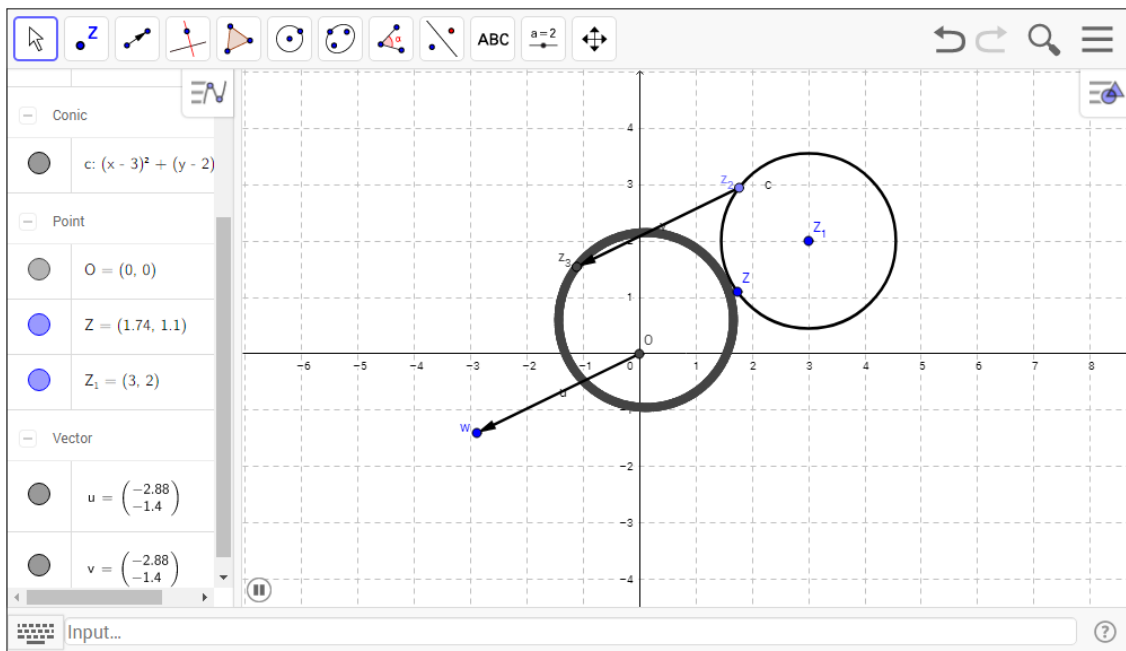 Z
α
ABC
a=2
Conic
c: (x - 3)² + (y - 2)
Point
O = (0, 0)
Z = (1.74, 1.1)
Z₁ = (3, 2)
Vector
u = (-2.88
-1.4)
v = (-2.88
-1.4)
4
3
2
1
-1
-2
-3
-4
-6 -5 -4 -3 -2 -1 0 1 2 3 4 5 6 7 8
z₂
c
Z₁
v
z₃
Z
O
u
w
Input...
?